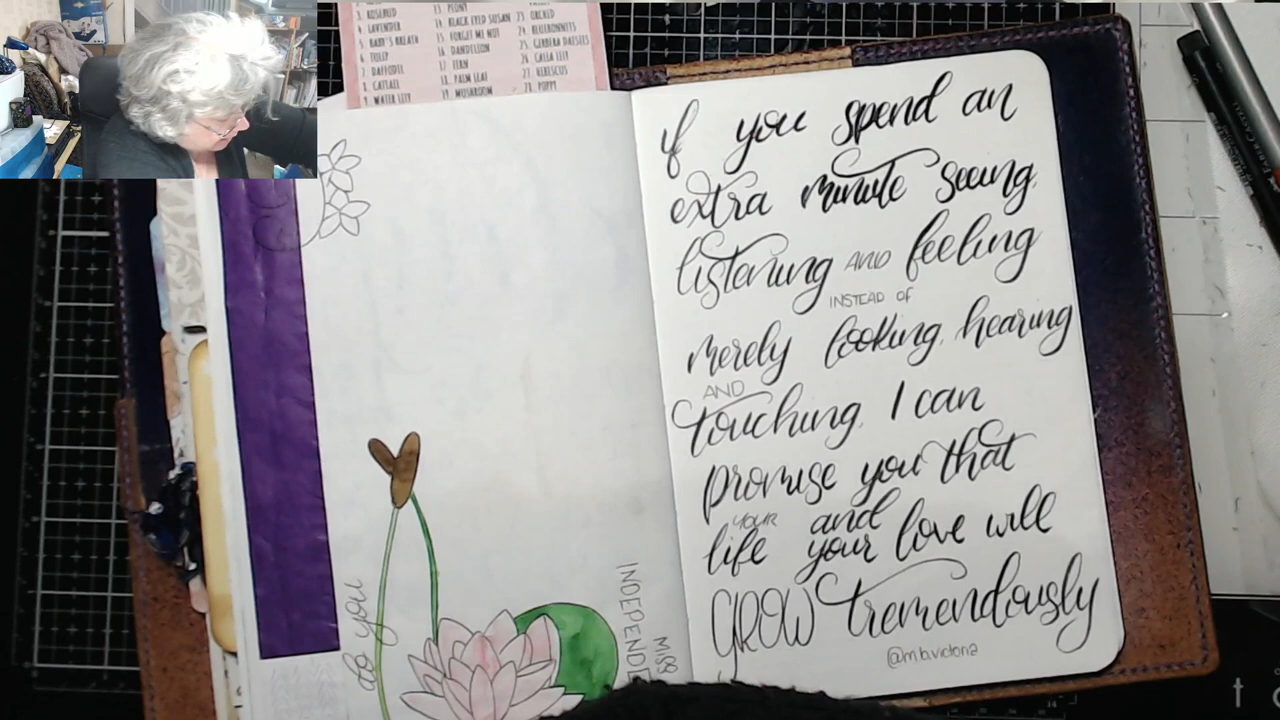 3. ROSEBUD
4. LAVENDER
5. BABY'S BREATH
6. TULIP
7. DAFFODIL
8. CATTAIL
9. WATER LILY
13. PEONY
14. BLACK EYED SUSAN
15. FORGET ME NOT
16. DANDELION
17. FERN
18. PALM LEAF
19. MUSHROOM
23. ORCHID
24. BLUEBONNETS
25. GERBERA DAISIES
26. CALLA LILY
27. HIBISCUS
28. POPPY
do you
INDEPENDE
MISS
if you spend an
extra minute seeing,
listening AND feeling
INSTEAD OF
merely looking, hearing
AND
touching, I can
promise you that
YOUR and
life your love will
GROW tremendously
@m.b.victoria